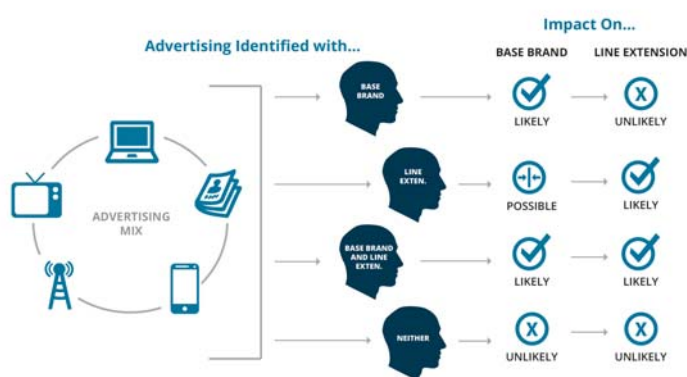 Impact On...
Advertising Identified with...
BASE BRAND
LINE EXTENSION
BASE
BRAND
LIKELY
X
UNLIKELY
ADVERTISING
MIX
LINE
EXTEN.
POSSIBLE
LIKELY
BASE BRAND
AND LINE
EXTEN.
LIKELY
LIKELY
NEITHER
X
UNLIKELY
X
UNLIKELY